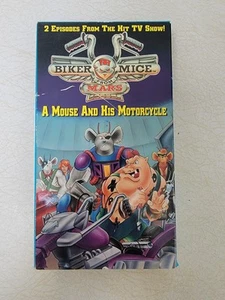 2 Episodes From The Hit TV Show!
BIKER MICE
FROM
MARS
A Mouse And His Motorcycle